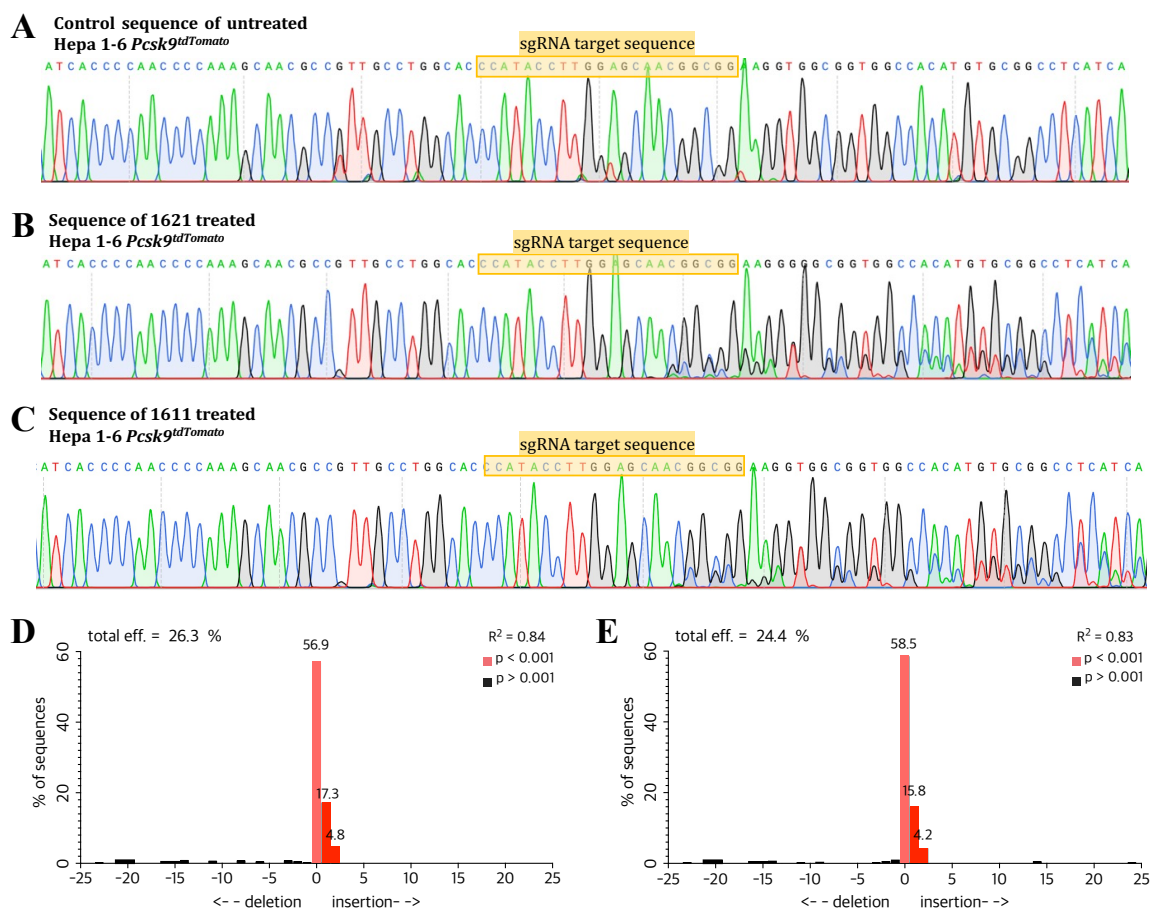 A
Control sequence of untreated
Hepa 1-6 Pcsk9tdTomato
sgRNA target sequence
ATCACCCCAACCCCAAAGCAACGCCGTTGCCTGGCACCCATACCTTGGAGCAACGGCGGAAGGTGGCGGTGGCCACATGTGCGGCCTCATCA
B
Sequence of 1621 treated
Hepa 1-6 Pcsk9tdTomato
sgRNA target sequence
ATCACCCCAACCCCAAAGCAACGCCGTTGCCTGGCACCCATACCTTGGAGCAACGGCGGAAGGGGGCGGTGGCCACATGTGCGGCCTCATCA
C
Sequence of 1611 treated
Hepa 1-6 Pcsk9tdTomato
sgRNA target sequence
ATCACCCCAACCCCAAAGCAACGCCGTTGCCTGGCACCCATACCTTGGAGCAACGGCGGAAGGTGGCGGTGGCCACATGTGCGGCCTCATCA
D
total eff. = 26.3 %
R2 = 0.84
p < 0.001
p > 0.001
56.9
17.3
4.8
% of sequences
60
40
20
0
-25 -20 -15 -10 -5 0 5 10 15 20 25
<- - deletion insertion- ->
E
total eff. = 24.4 %
R2 = 0.83
p < 0.001
p > 0.001
58.5
15.8
4.2
% of sequences
60
40
20
0
-25 -20 -15 -10 -5 0 5 10 15 20 25
<- - deletion insertion- ->